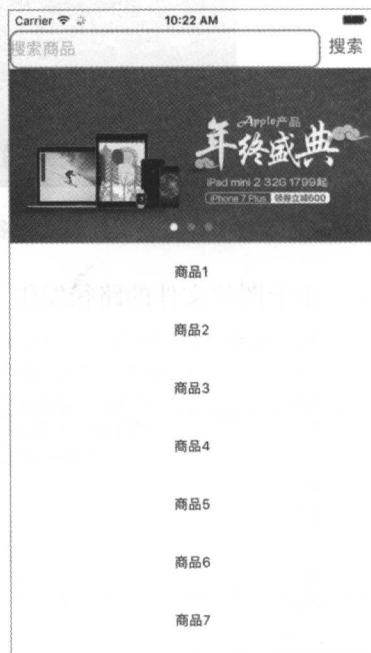 Carrier 10:22 AM
搜索商品 搜索
Apple产品
年终盛典
iPad mini 2 32G 1799起
iPhone 7 Plus 领券立减600
商品1
商品2
商品3
商品4
商品5
商品6
商品7